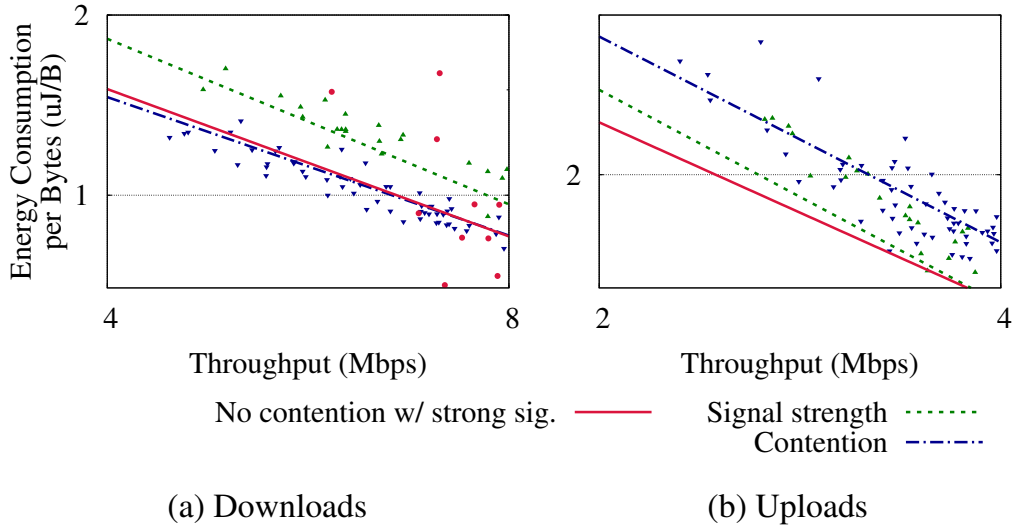 Energy Consumption
per Bytes (uJ/B)
2
1
4
8
Throughput (Mbps)
2
2
4
Throughput (Mbps)
No contention w/ strong sig.
Signal strength
Contention
(a) Downloads
(b) Uploads